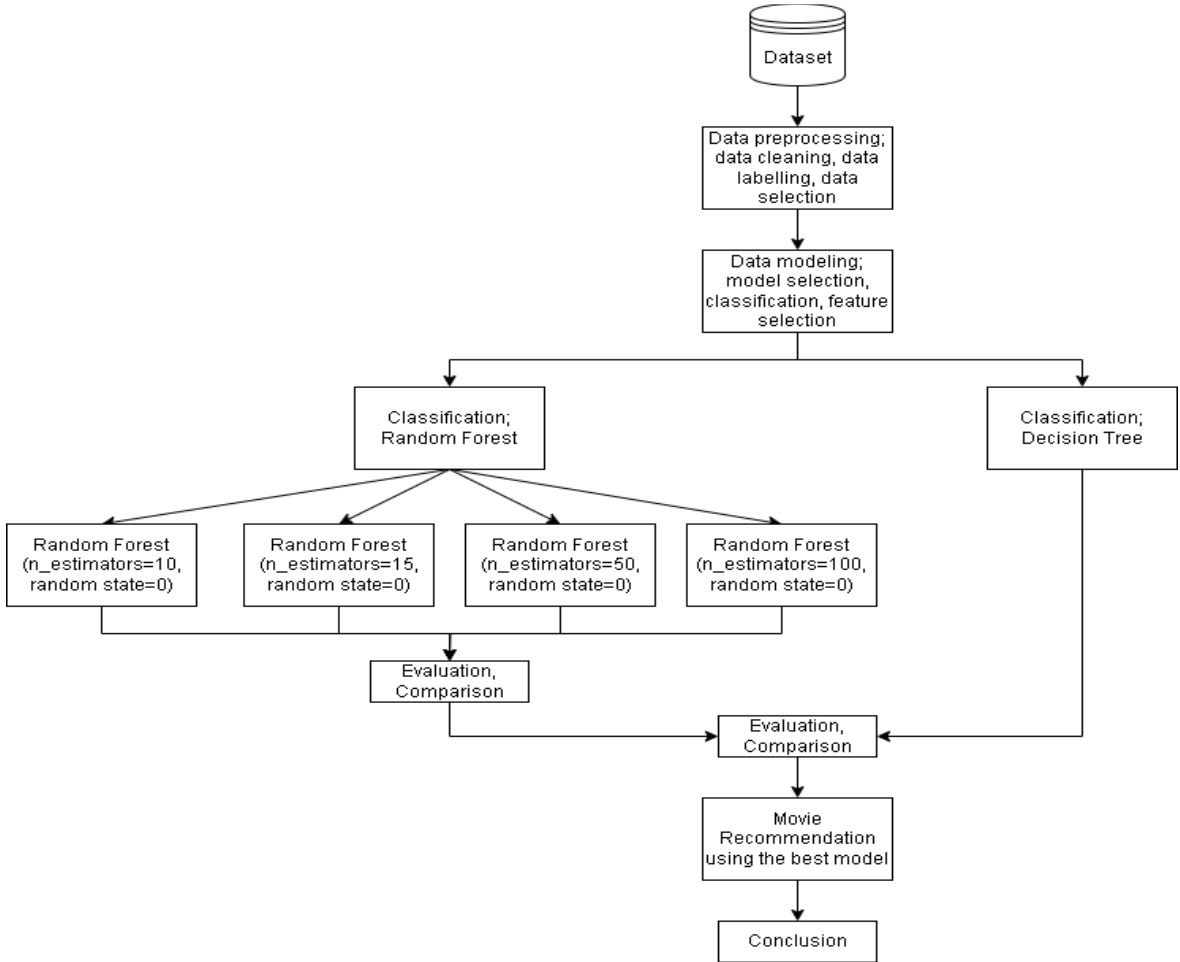 Dataset
Data preprocessing;
data cleaning, data
labelling, data
selection
Data modeling;
model selection,
classification, feature
selection
Classification;
Random Forest
Classification;
Decision Tree
Random Forest
(n_estimators=10,
random state=0)
Random Forest
(n_estimators=15,
random state=0)
Random Forest
(n_estimators=50,
random state=0)
Random Forest
(n_estimators=100,
random state=0)
Evaluation,
Comparison
Evaluation,
Comparison
Movie
Recommendation
using the best model
Conclusion